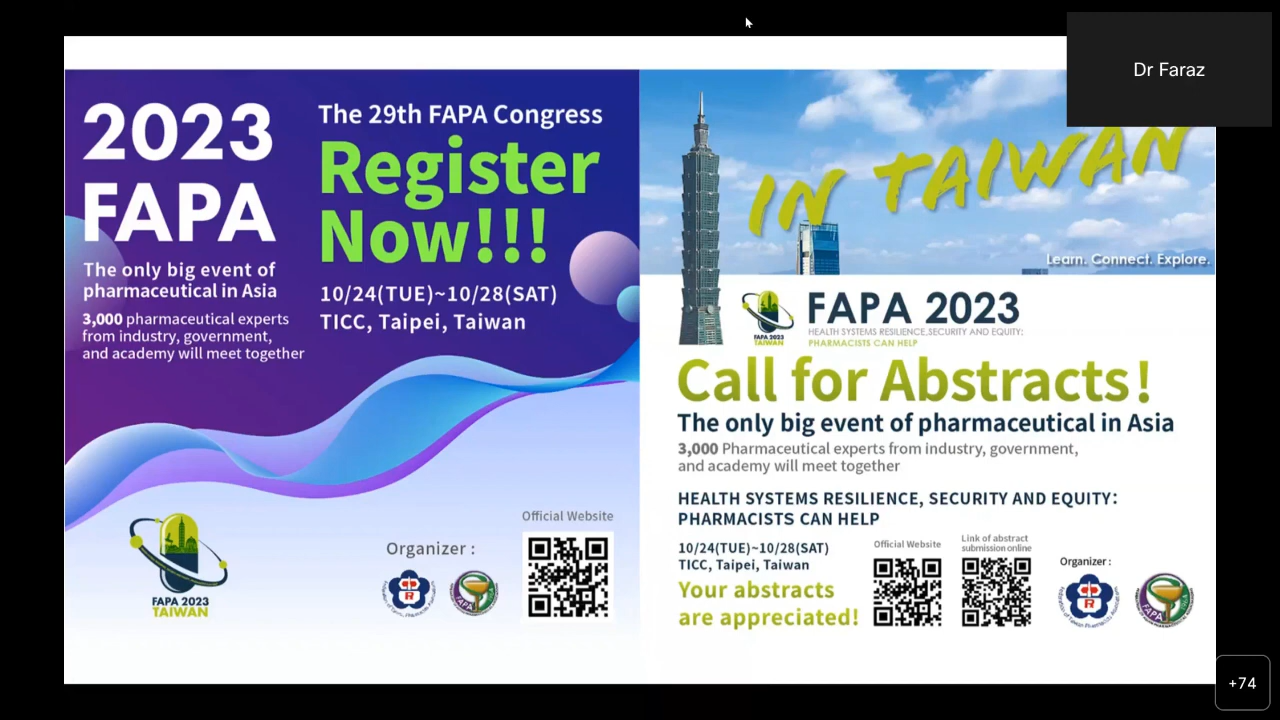 2023
FAPA
The only big event of
pharmaceutical in Asia
3,000 pharmaceutical experts
from industry, government,
and academy will meet together
The 29th FAPA Congress
Register
Now!!!
10/24(TUE)~10/28(SAT)
TICC, Taipei, Taiwan
FAPA 2023
TAIWAN
Organizer :
Official Website
Dr Faraz
IN TAIWAN
Learn. Connect. Explore.
FAPA 2023
TAIWAN
FAPA 2023
HEALTH SYSTEMS RESILIENCE,SECURITY AND EQUITY:
PHARMACISTS CAN HELP
Call for Abstracts!
The only big event of pharmaceutical in Asia
3,000 Pharmaceutical experts from industry, government,
and academy will meet together
HEALTH SYSTEMS RESILIENCE, SECURITY AND EQUITY:
PHARMACISTS CAN HELP
10/24(TUE)~10/28(SAT)
TICC, Taipei, Taiwan
Your abstracts
are appreciated!
Official Website
Link of abstract
submission online
Organizer :
FAPA
+74